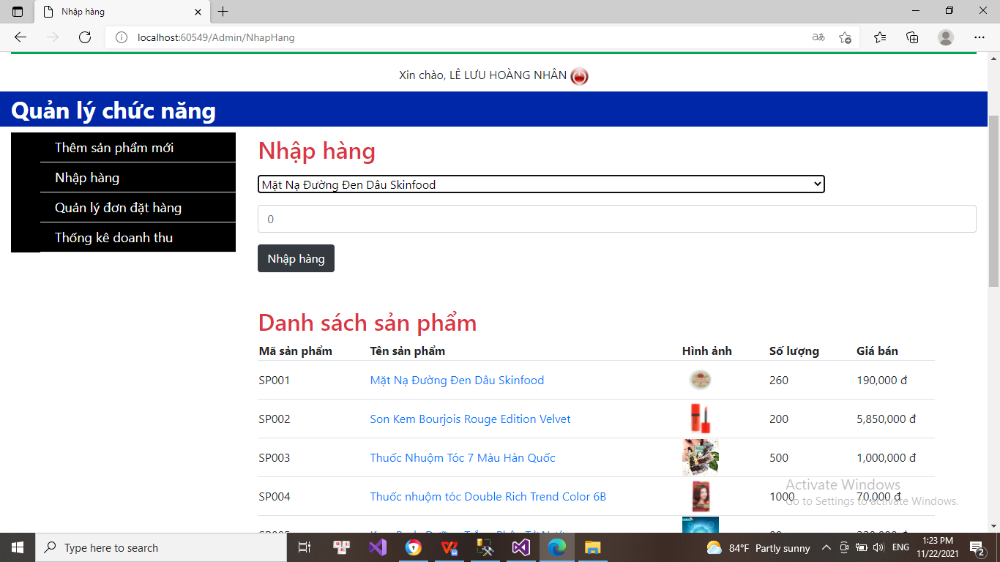 Nhập hàng
localhost:60549/Admin/NhapHang
Xin chào, LÊ LƯU HOÀNG NHÂN
Quản lý chức năng
Thêm sản phẩm mới
Nhập hàng
Quản lý đơn đặt hàng
Thống kê doanh thu
Nhập hàng
Mặt Nạ Đường Đen Dâu Skinfood
0
Nhập hàng
Danh sách sản phẩm
Mã sản phẩm Tên sản phẩm Hình ảnh Số lượng Giá bán
SP001 Mặt Nạ Đường Đen Dâu Skinfood 260 190,000 đ
SP002 Son Kem Bourjois Rouge Edition Velvet 200 5,850,000 đ
SP003 Thuốc Nhuộm Tóc 7 Màu Hàn Quốc 500 1,000,000 đ
SP004 Thuốc nhuộm tóc Double Rich Trend Color 6B 1000 70,000 đ
Activate Windows
Go to Settings to activate Windows.
Type here to search
84°F Partly sunny
ENG
1:23 PM
11/22/2021
2